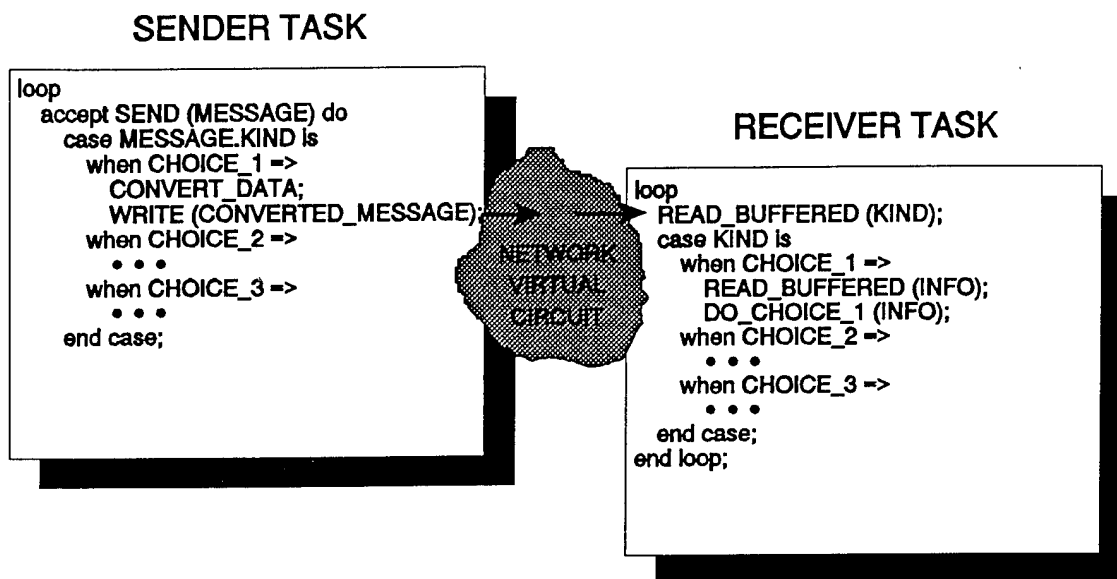 SENDER TASK
loop
accept SEND (MESSAGE) do
case MESSAGE.KIND is
when CHOICE_1 =>
CONVERT_DATA;
WRITE (CONVERTED_MESSAGE);
when CHOICE_2 =>
• • •
when CHOICE_3 =>
• • •
end case;
NETWORK
VIRTUAL
CIRCUIT
RECEIVER TASK
loop
READ_BUFFERED (KIND);
case KIND is
when CHOICE_1 =>
READ_BUFFERED (INFO);
DO_CHOICE_1 (INFO);
when CHOICE_2 =>
• • •
when CHOICE_3 =>
• • •
end case;
end loop;